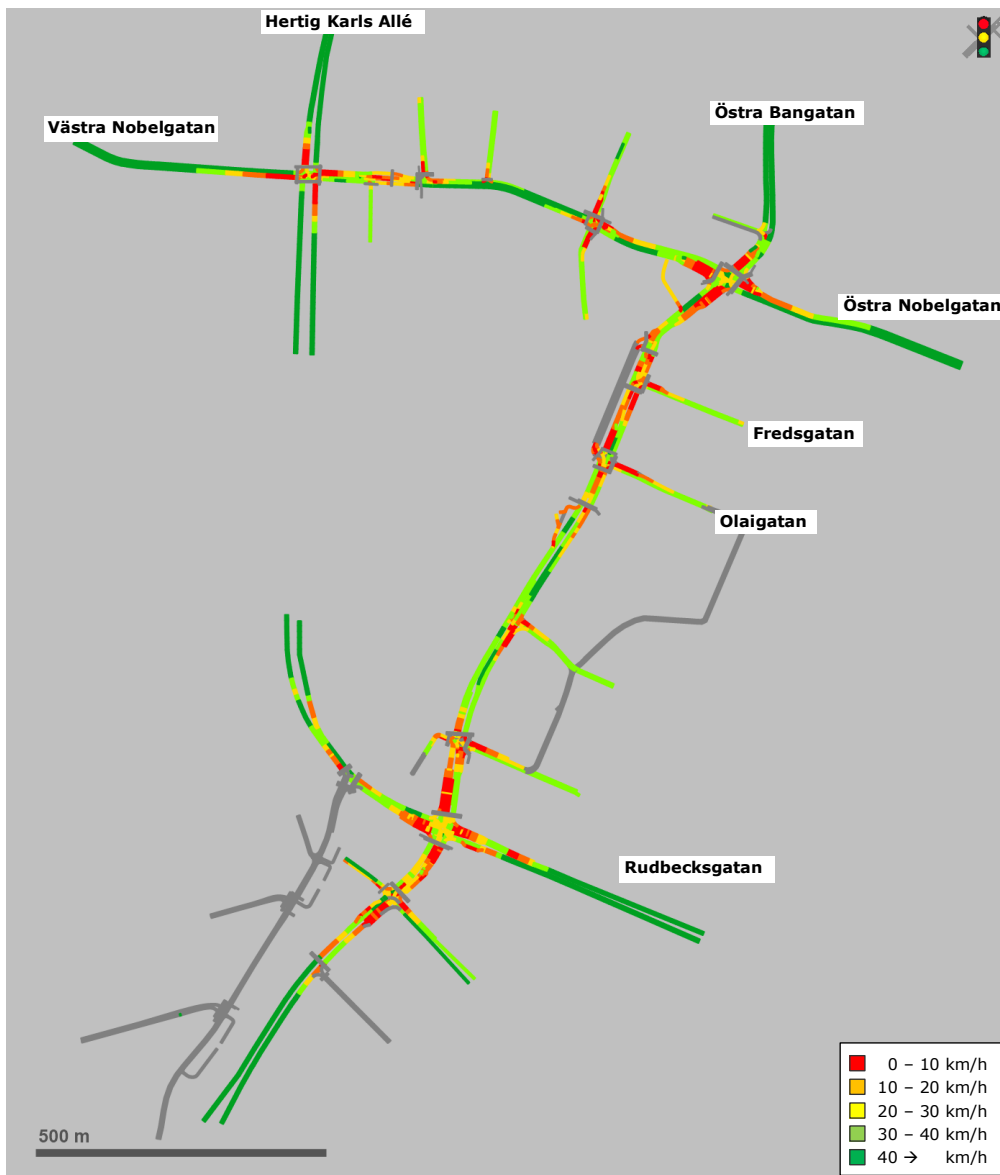 Hertig Karls Allé
Västra Nobelgatan
Östra Bangatan
Östra Nobelgatan
Fredsgatan
Olaigatan
Rudbecksgatan
0 – 10 km/h
10 – 20 km/h
20 – 30 km/h
30 – 40 km/h
40 → km/h
500 m